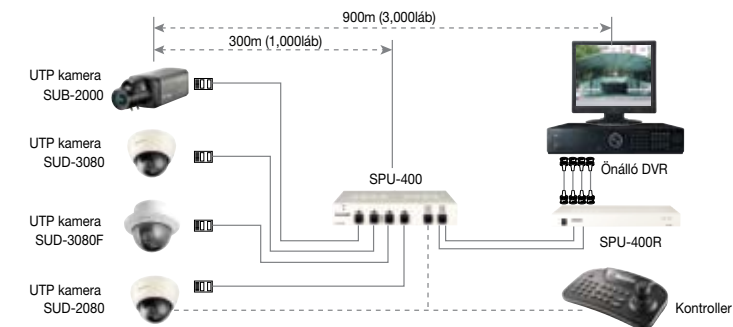 900m (3,000láb)
300m (1,000láb)
UTP kamera
SUB-2000
UTP kamera
SUD-3080
SPU-400
Önálló DVR
UTP kamera
SUD-3080F
SPU-400R
UTP kamera
SUD-2080
Kontroller